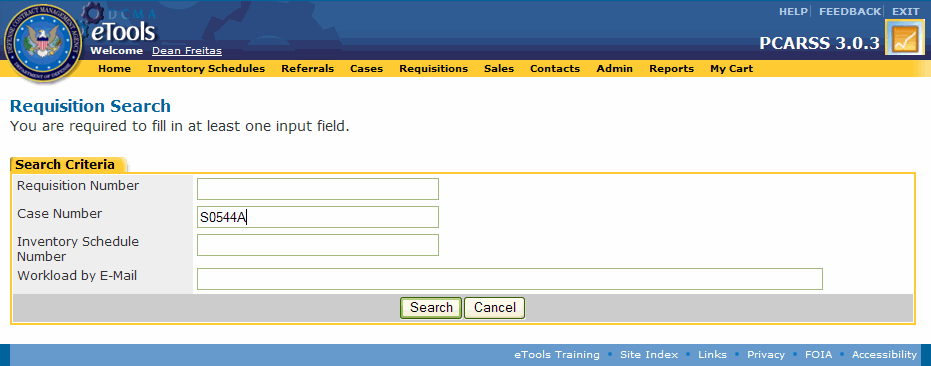 DCMA
HELP FEEDBACK EXIT
eTools
Welcome Dean Freitas
PCARSS 3.0.3
Home Inventory Schedules Referrals Cases Requisitions Sales Contacts Admin Reports My Cart
Requisition Search
You are required to fill in at least one input field.
Search Criteria
Requisition Number
Case Number S0544A
Inventory Schedule
Number
Workload by E-Mail
Search Cancel
eTools Training • Site Index • Links • Privacy • FOIA • Accessibility